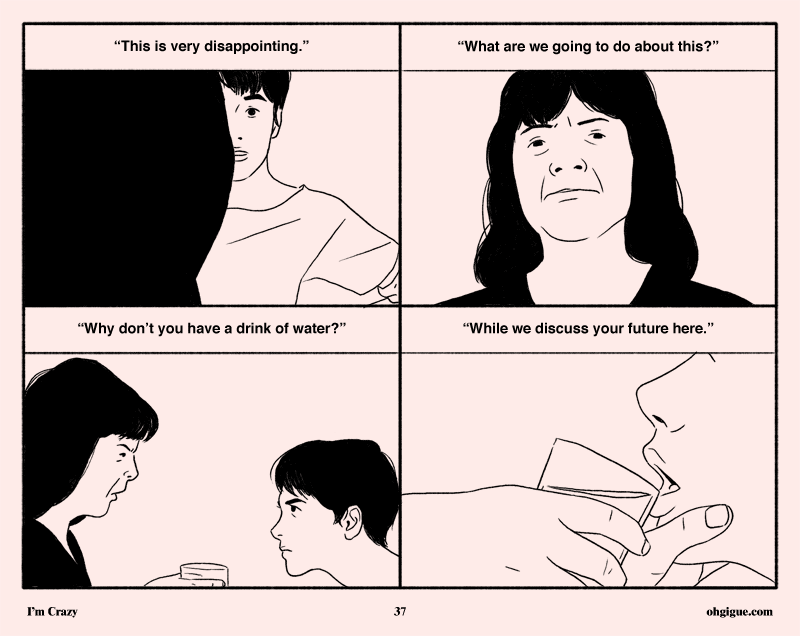 “This is very disappointing.”
“What are we going to do about this?”
“Why don’t you have a drink of water?”
“While we discuss your future here.”
I’m Crazy
37
ohgigue.com